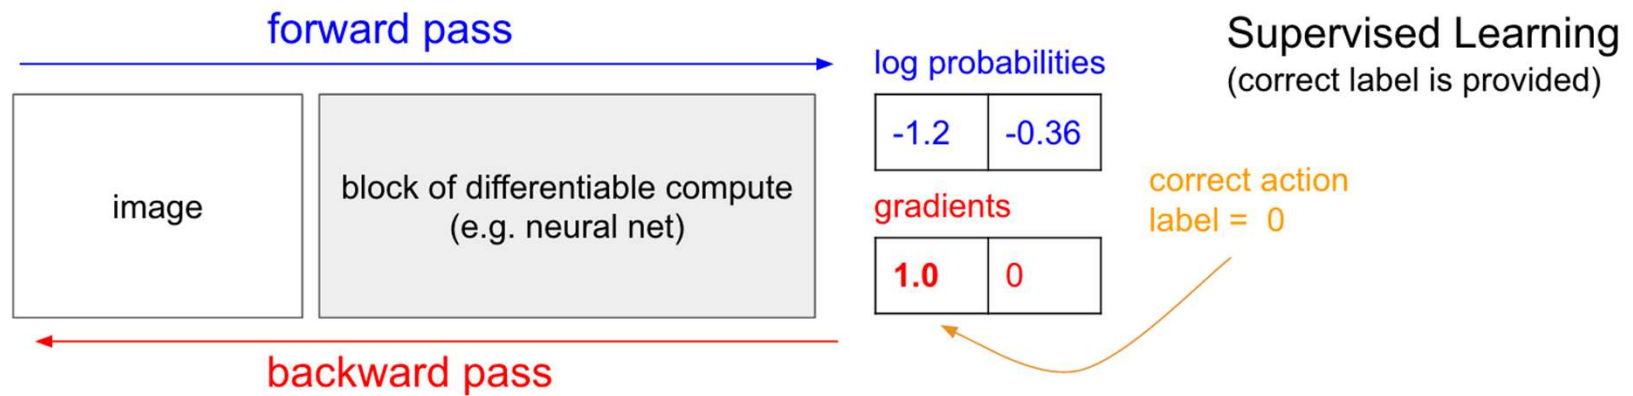 forward pass
Supervised Learning
(correct label is provided)
log probabilities
-1.2 -0.36
image
block of differentiable compute
(e.g. neural net)
correct action
label = 0
gradients
1.0 0
backward pass